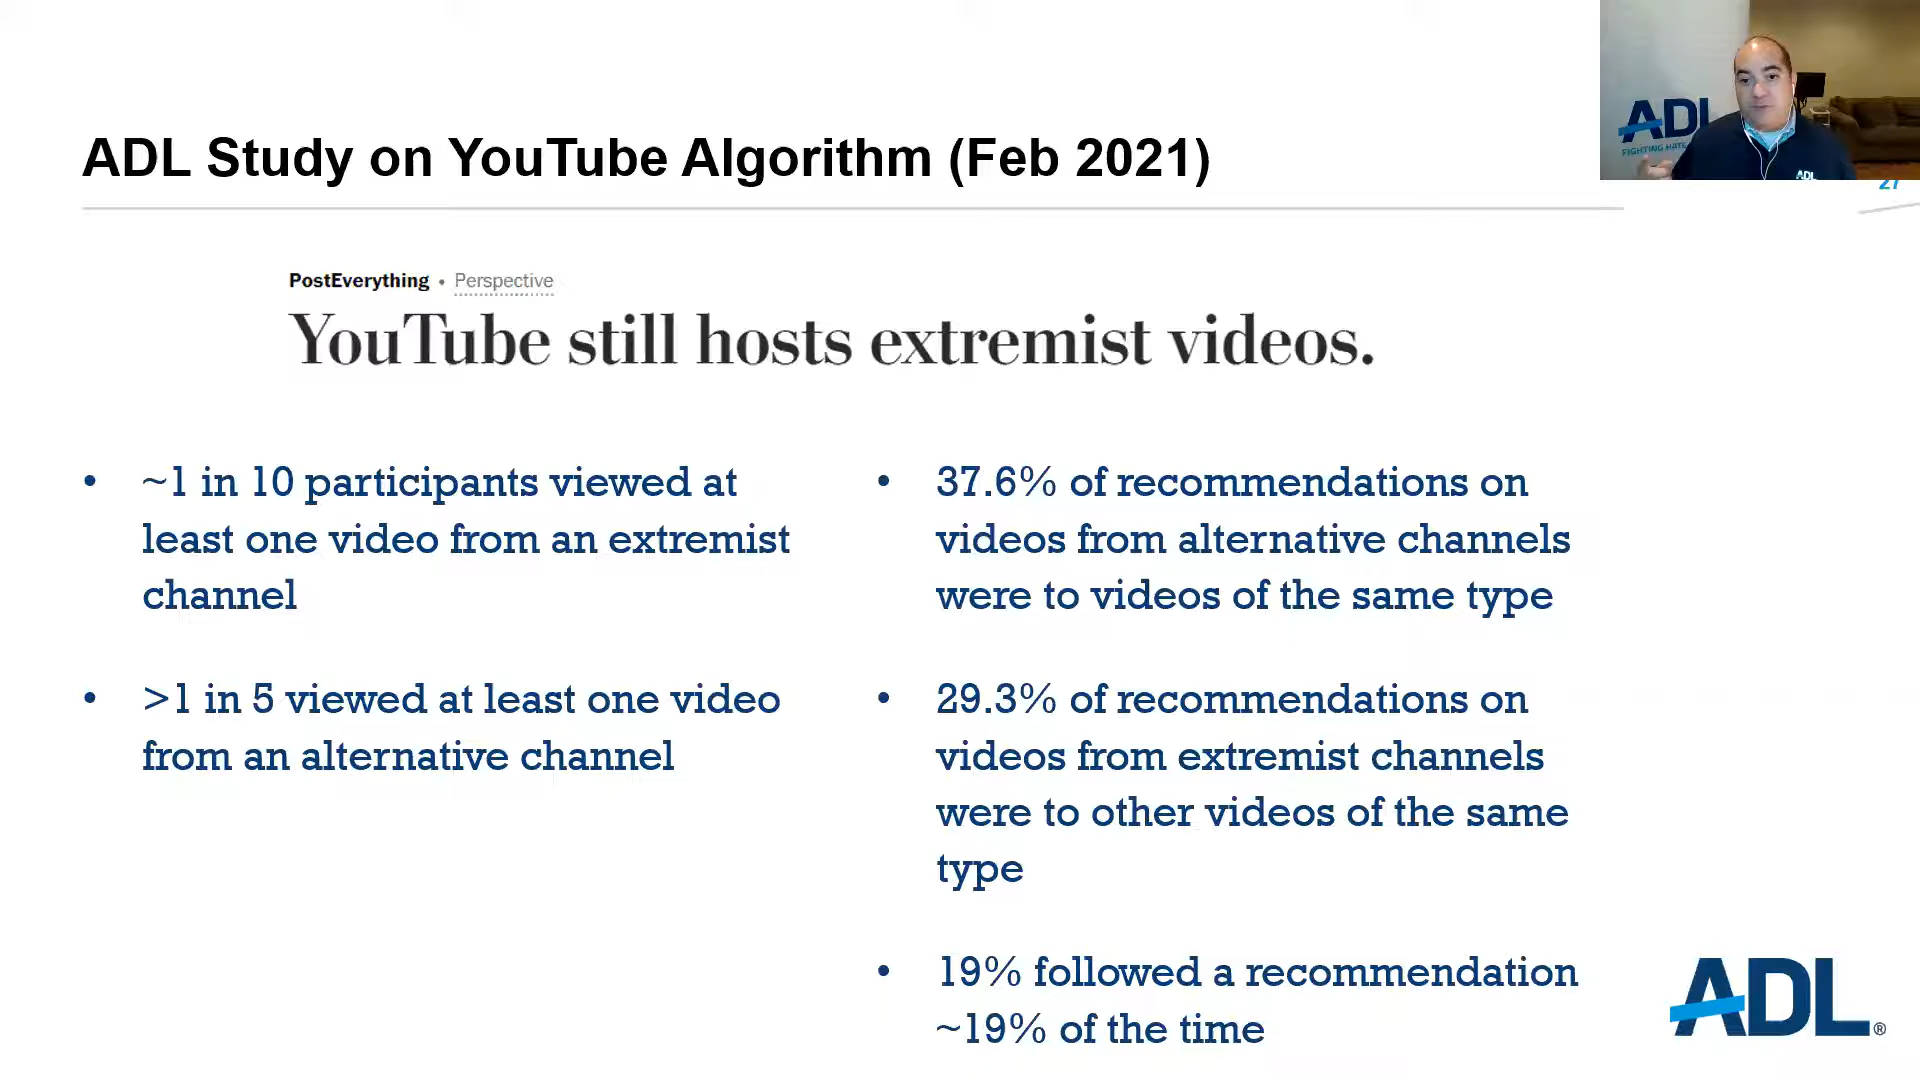 ADL Study on YouTube Algorithm (Feb 2021)
PostEverything • Perspective
YouTube still hosts extremist videos.
• ~1 in 10 participants viewed at
least one video from an extremist
channel
• >1 in 5 viewed at least one video
from an alternative channel
• 37.6% of recommendations on
videos from alternative channels
were to videos of the same type
• 29.3% of recommendations on
videos from extremist channels
were to other videos of the same
type
• 19% followed a recommendation
~19% of the time
ADL®
ADL
FIGHTING HATE
ADL
27